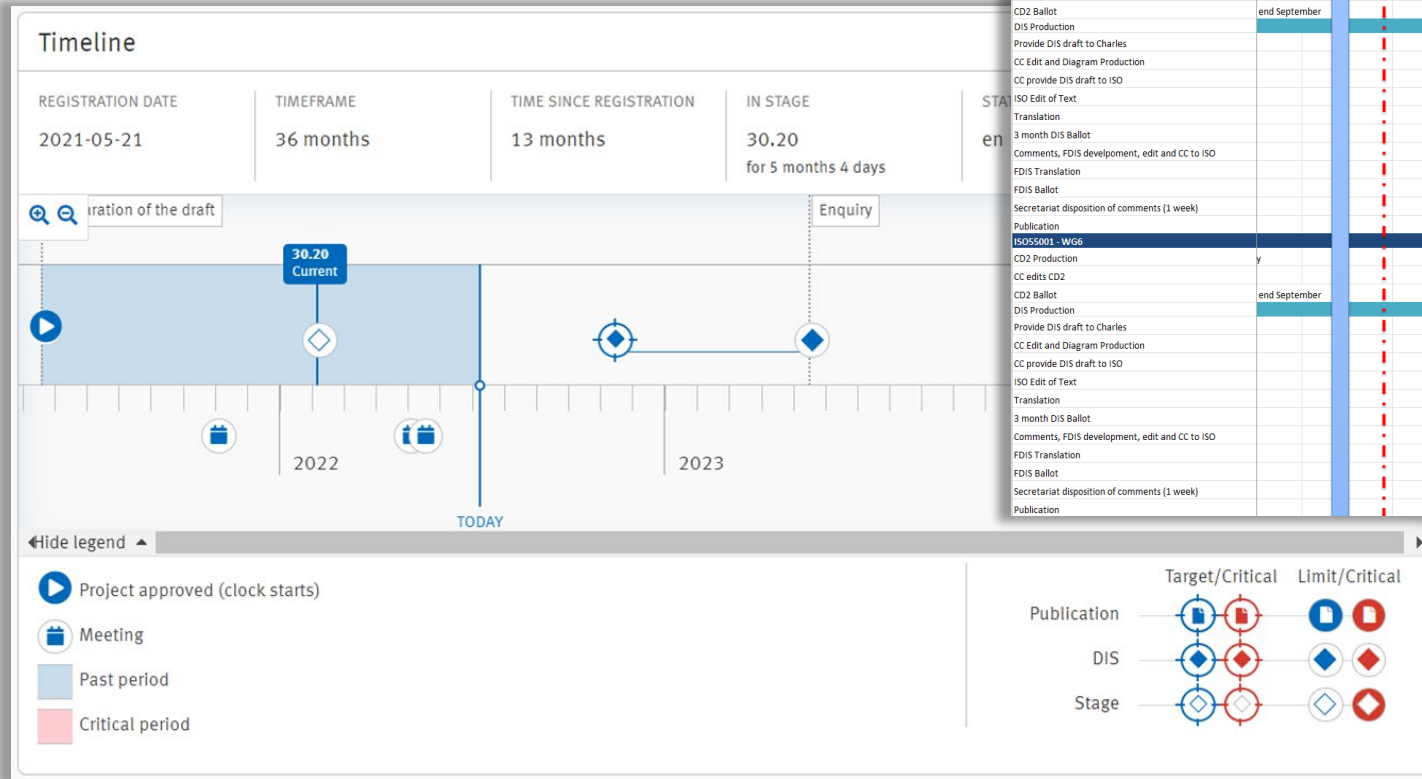 Timeline
REGISTRATION DATE
2021-05-21
TIMEFRAME
36 months
TIME SINCE REGISTRATION
13 months
IN STAGE
30.20
for 5 months 4 days
en
Enquiry
aration of the draft
30.20
Current
2022
2023
TODAY
Hide legend
Project approved (clock starts)
Meeting
Past period
Critical period
Target/Critical Limit/Critical
Publication
DIS
Stage
CD2 Ballot end September
DIS Production
Provide DIS draft to Charles
CC Edit and Diagram Production
CC provide DIS draft to ISO
ISO Edit of Text
Translation
3 month DIS Ballot
Comments, FDIS develpoment, edit and CC to ISO
FDIS Translation
FDIS Ballot
Secretariat disposition of comments (1 week)
Publication
ISO55001 - WG6
CD2 Production y
CC edits CD2
CD2 Ballot end September
DIS Production
Provide DIS draft to Charles
CC Edit and Diagram Production
CC provide DIS draft to ISO
ISO Edit of Text
Translation
3 month DIS Ballot
Comments, FDIS development, edit and CC to ISO
FDIS Translation
FDIS Ballot
Secretariat disposition of comments (1 week)
Publication